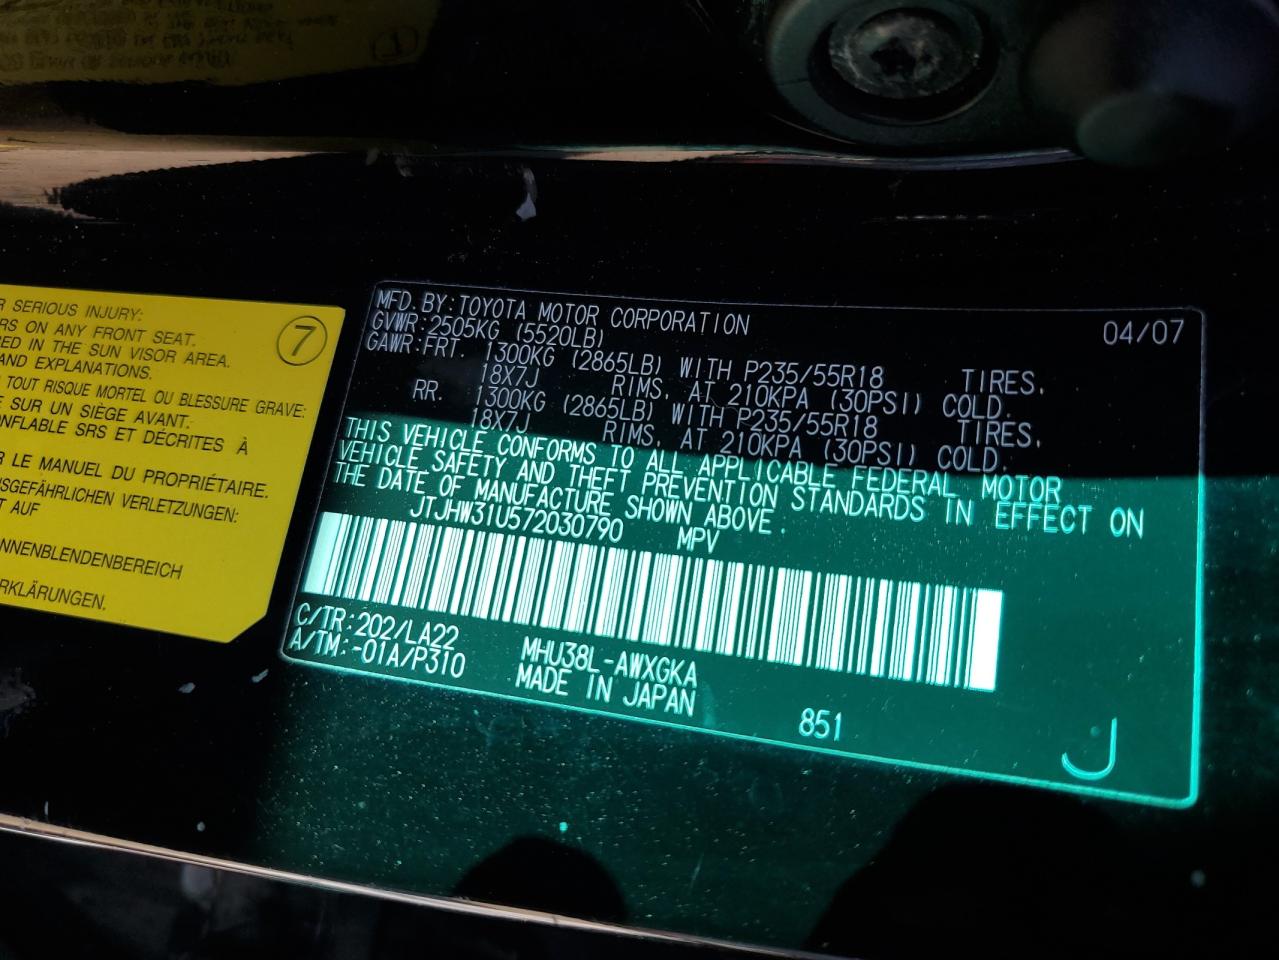 R SERIOUS INJURY:
RS ON ANY FRONT SEAT.
RED IN THE SUN VISOR AREA.
AND EXPLANATIONS.
7
TOUT RISQUE MORTEL OU BLESSURE GRAVE:
E SUR UN SIÈGE AVANT.
ONFLABLE SRS ET DÉCRITES À
R LE MANUEL DU PROPRIÉTAIRE.
NSGEFÄHRLICHEN VERLETZUNGEN:
T AUF
NNENBLENDENBEREICH
RKLÄRUNGEN.
MFD. BY: TOYOTA MOTOR CORPORATION 04/07
GVWR: 2505KG (5520LB)
GAWR: FRT. 1300KG (2865LB) WITH P235/55R18 TIRES,
18X7J RIMS, AT 210KPA (30PSI) COLD.
RR. 1300KG (2865LB) WITH P235/55R18 TIRES,
18X7J RIMS, AT 210KPA (30PSI) COLD.
THIS VEHICLE CONFORMS TO ALL APPLICABLE FEDERAL MOTOR
VEHICLE SAFETY AND THEFT PREVENTION STANDARDS IN EFFECT ON
THE DATE OF MANUFACTURE SHOWN ABOVE.
JTJHW31U572030790 MPV
C/TR: 202/LA22 MHU38L-AWXGKA
A/TM: -01A/P310 MADE IN JAPAN
851
J